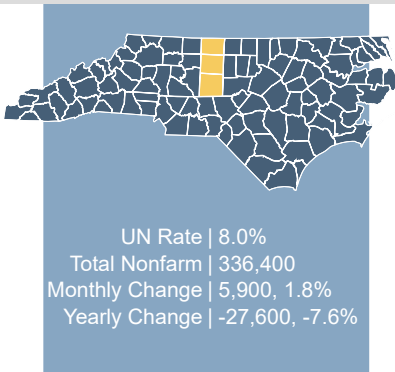 UN Rate | 8.0%
Total Nonfarm | 336,400
Monthly Change | 5,900, 1.8%
Yearly Change | -27,600, -7.6%